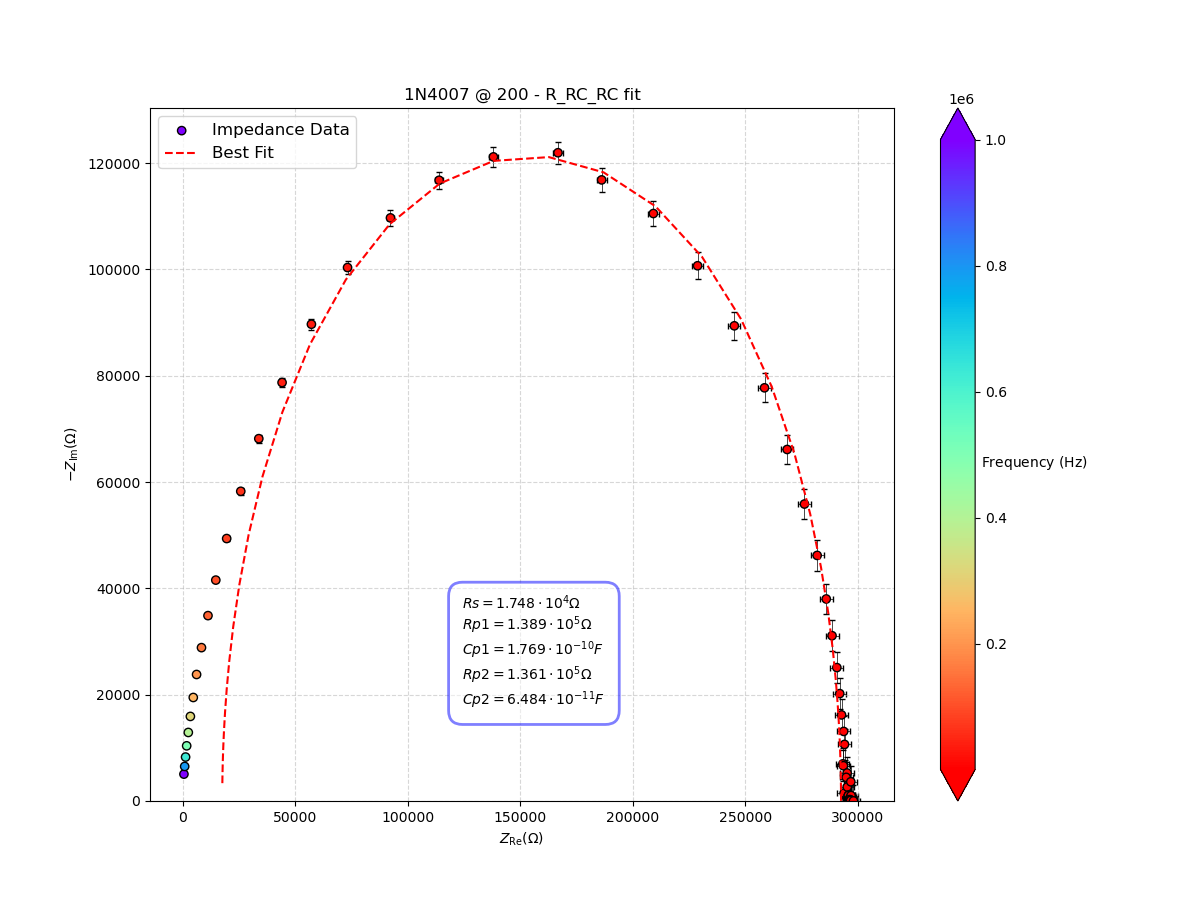 1N4007 @ 200 - R_RC_RC fit
1e6
Impedance Data
Best Fit
120000
100000
80000
60000
40000
20000
0
−Z_Im(Ω)
Rs = 1.748 · 10⁴Ω
Rp1 = 1.389 · 10⁵Ω
Cp1 = 1.769 · 10⁻¹⁰F
Rp2 = 1.361 · 10⁵Ω
Cp2 = 6.484 · 10⁻¹¹F
0 50000 100000 150000 200000 250000 300000
Z_Re(Ω)
1.0
0.8
0.6
0.4
0.2
Frequency (Hz)